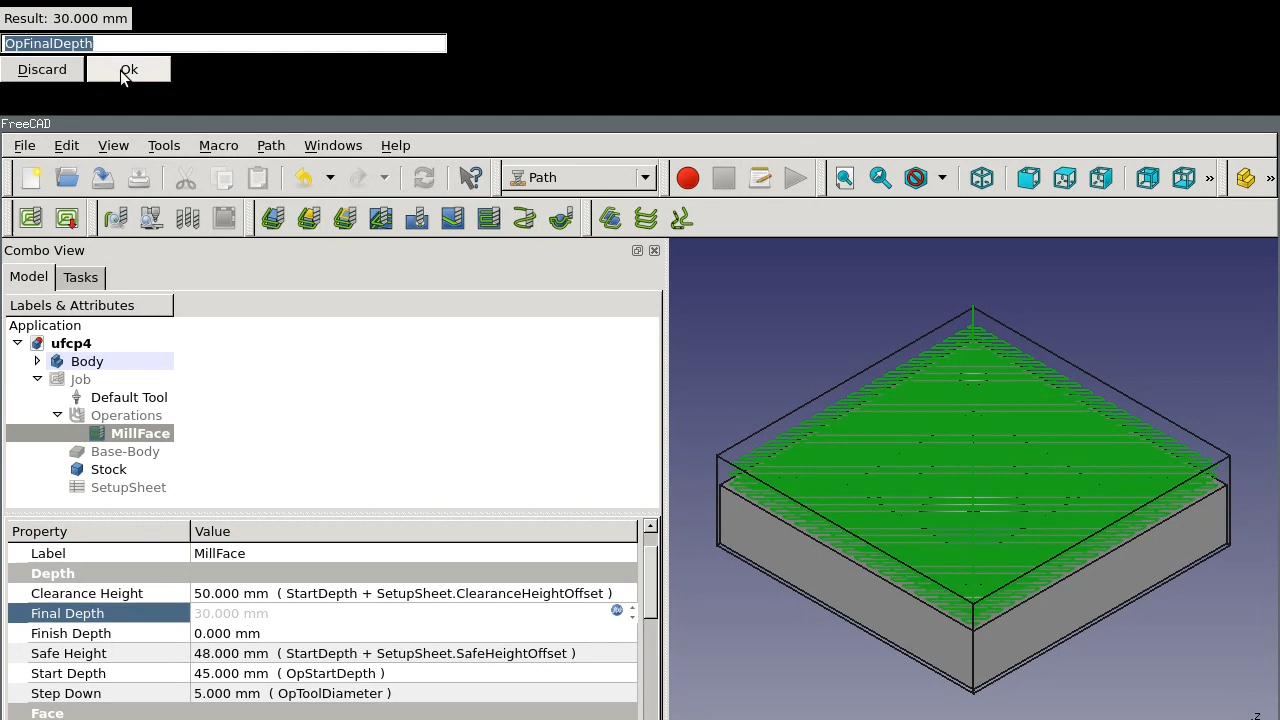 Result: 30.000 mm
OpFinalDepth
Discard Ok
FreeCAD
File Edit View Tools Macro Path Windows Help
Path » »
Combo View
Model Tasks
Labels & Attributes
Application
ufcp4
Body
Job
Default Tool
Operations
MillFace
Base-Body
Stock
SetupSheet
Property Value
Label MillFace
Depth
Clearance Height 50.000 mm ( StartDepth + SetupSheet.ClearanceHeightOffset )
Final Depth 30.000 mm
Finish Depth 0.000 mm
Safe Height 48.000 mm ( StartDepth + SetupSheet.SafeHeightOffset )
Start Depth 45.000 mm ( OpStartDepth )
Step Down 5.000 mm ( OpToolDiameter )
Face
z